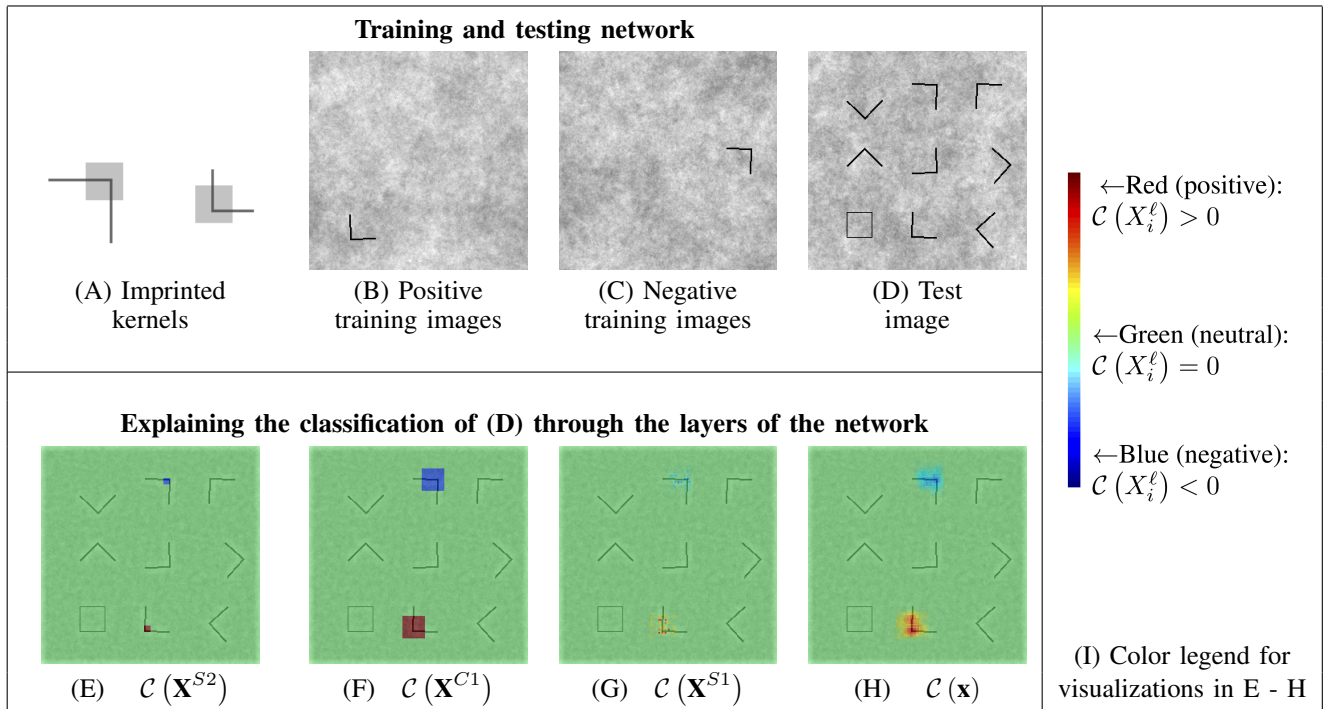 Training and testing network
(A) Imprinted
kernels
(B) Positive
training images
(C) Negative
training images
(D) Test
image
←Red (positive):
C (X_i^ℓ) > 0
←Green (neutral):
C (X_i^ℓ) = 0
←Blue (negative):
C (X_i^ℓ) < 0
(I) Color legend for
visualizations in E - H
Explaining the classification of (D) through the layers of the network
(E) C (X^{S2})
(F) C (X^{C1})
(G) C (X^{S1})
(H) C (x)